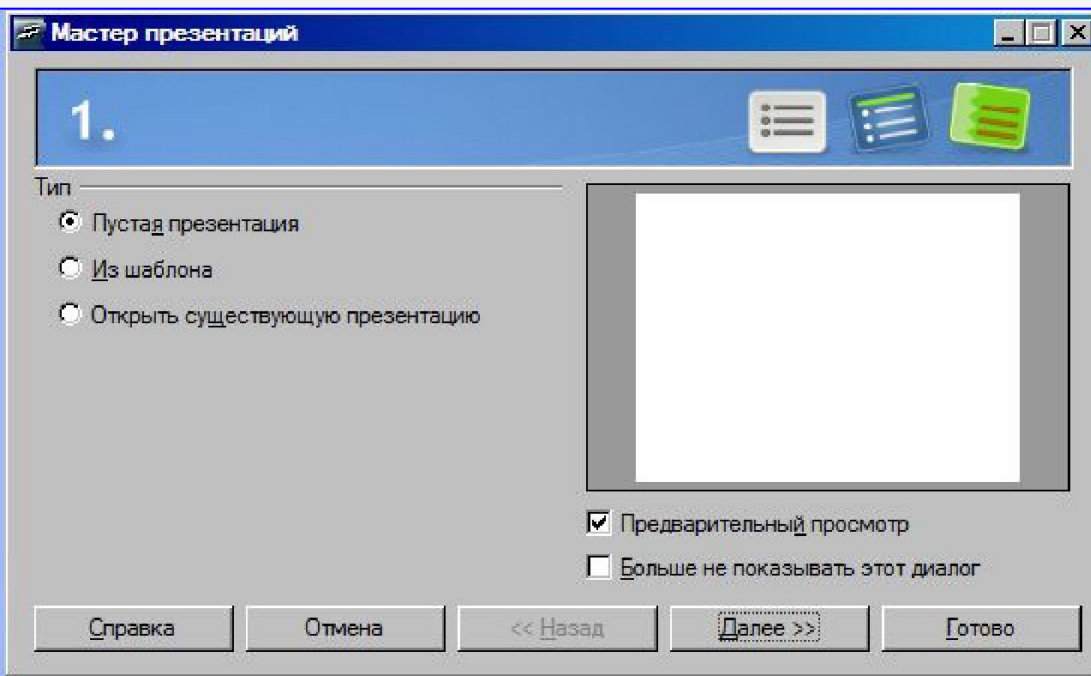 Мастер презентаций
1.
Тип
Пустая презентация
Из шаблона
Открыть существующую презентацию
Предварительный просмотр
Больше не показывать этот диалог
Справка Отмена << Назад Далее >> Готово